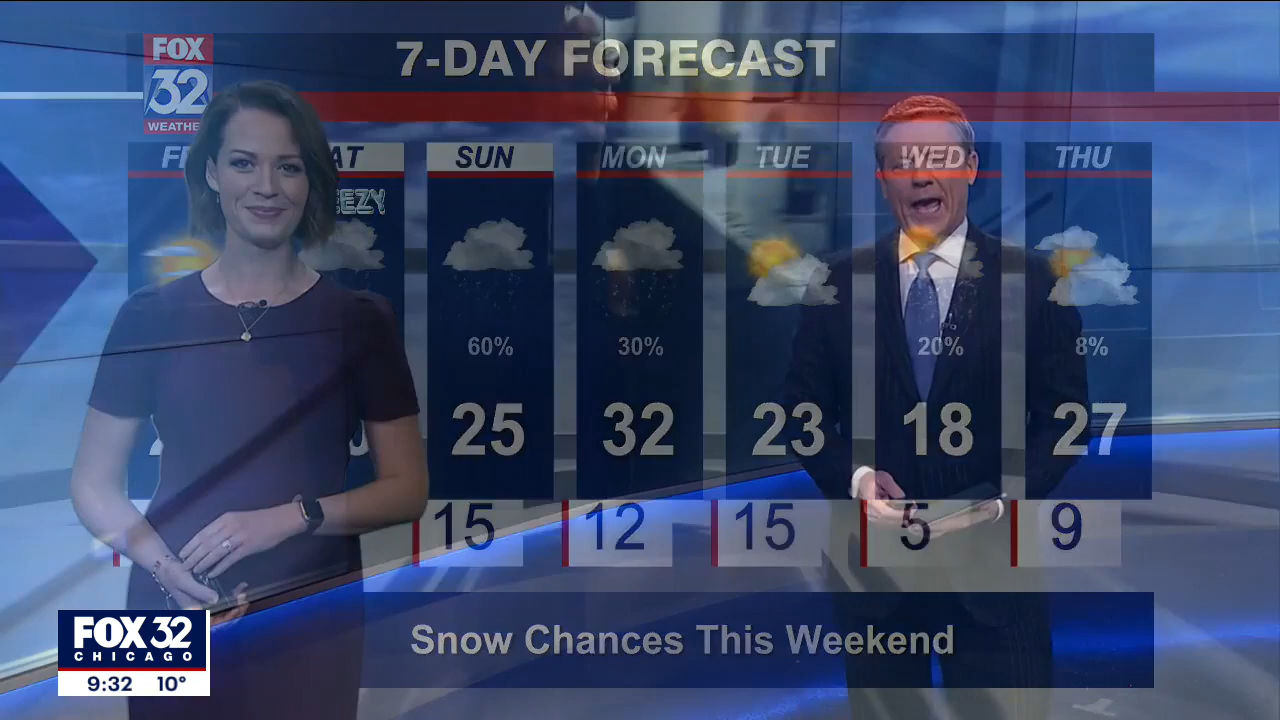 FOX
32
WEATHE
7-DAY FORECAST
SUN
MON
TUE
WED
THU
60%
30%
20%
8%
25
32
23
18
27
15
12
15
5
9
Snow Chances This Weekend
FOX 32
CHICAGO
9:32 10°